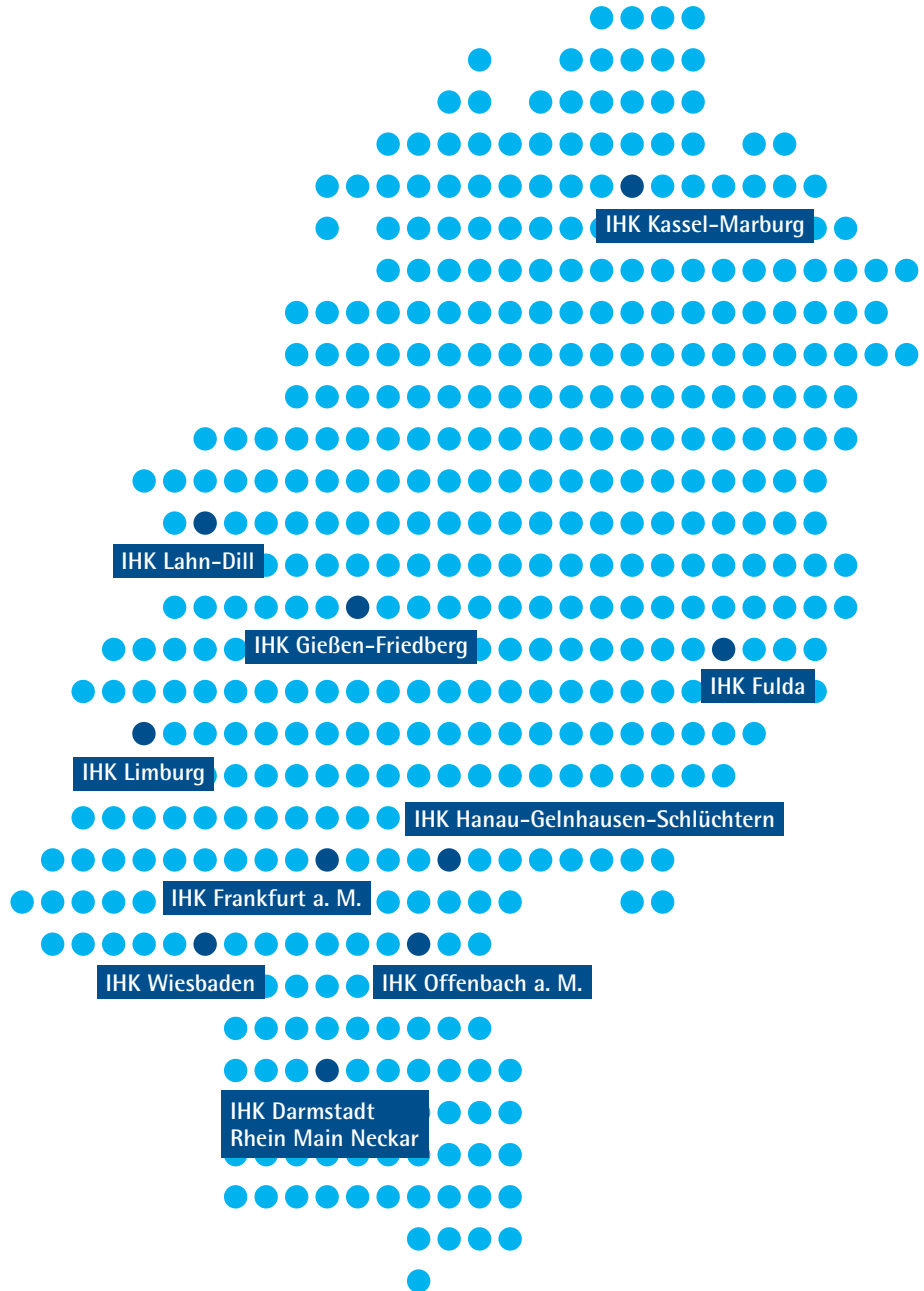 IHK Kassel-Marburg
IHK Lahn-Dill
IHK Gießen-Friedberg
IHK Fulda
IHK Limburg
IHK Hanau-Gelnhausen-Schlüchtern
IHK Frankfurt a. M.
IHK Wiesbaden
IHK Offenbach a. M.
IHK Darmstadt
Rhein Main Neckar